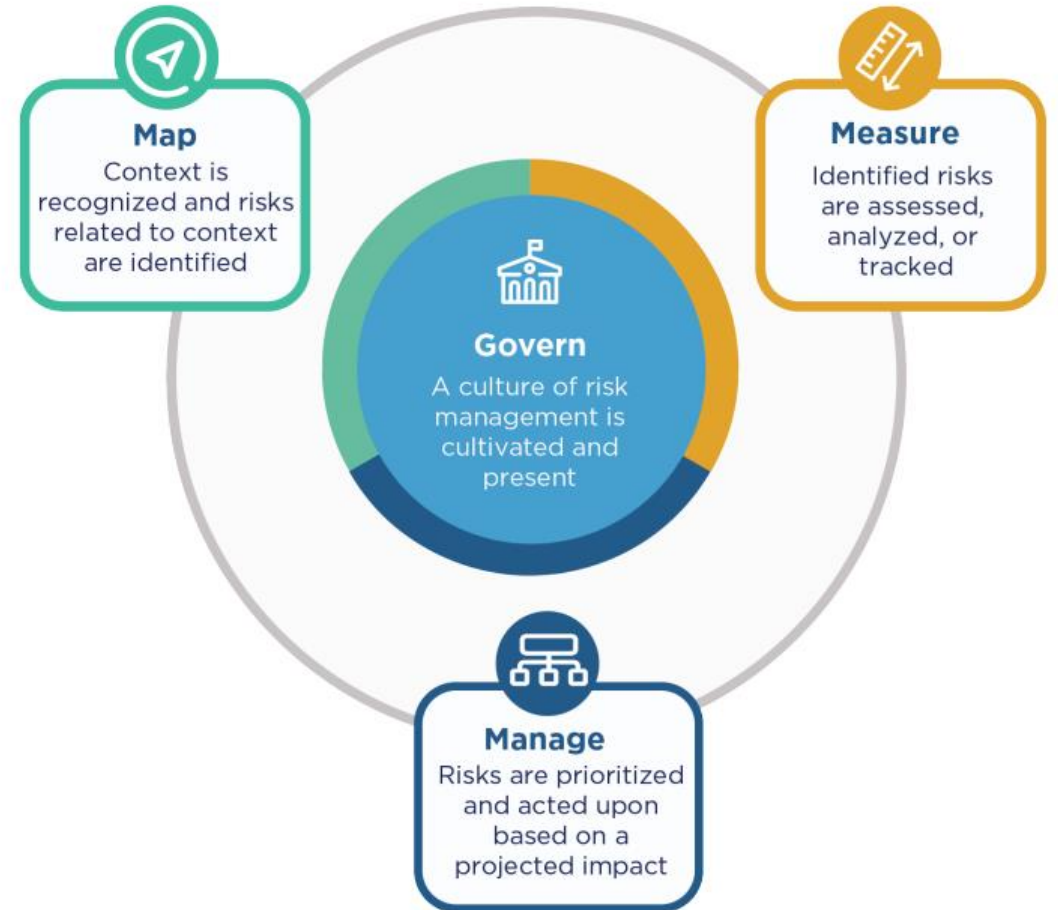 Map
Context is
recognized and risks
related to context
are identified
Measure
Identified risks
are assessed,
analyzed, or
tracked
Govern
A culture of risk
management is
cultivated and
present
Manage
Risks are prioritized
and acted upon
based on a
projected impact